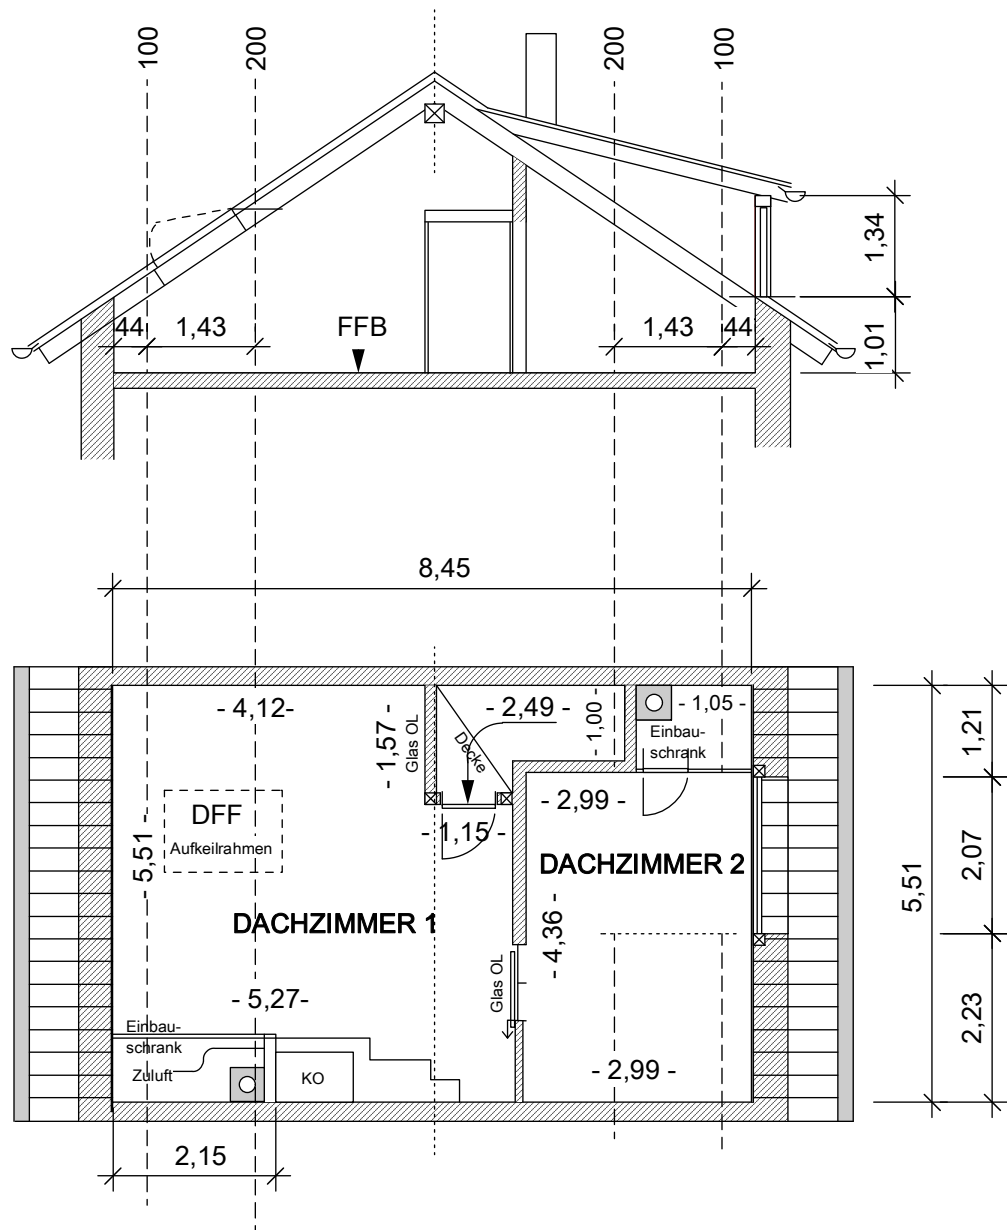 100
200
200
100
1,34
1,01
44
1,43
FFB
1,43
44
8,45
- 4,12-
- 1,57 -
Glas OL
- 2,49 -
Decke
- 1,00 -
- 1,05 -
Einbau-
schrank
1,21
DFF
Aufkeilrahmen
- 5,51 -
- 1,15 -
- 2,99 -
DACHZIMMER 2
2,07
5,51
DACHZIMMER 1
- 4,36 -
Glas OL
- 5,27-
2,23
Einbau-
schrank
Zuluft
KO
- 2,99 -
2,15